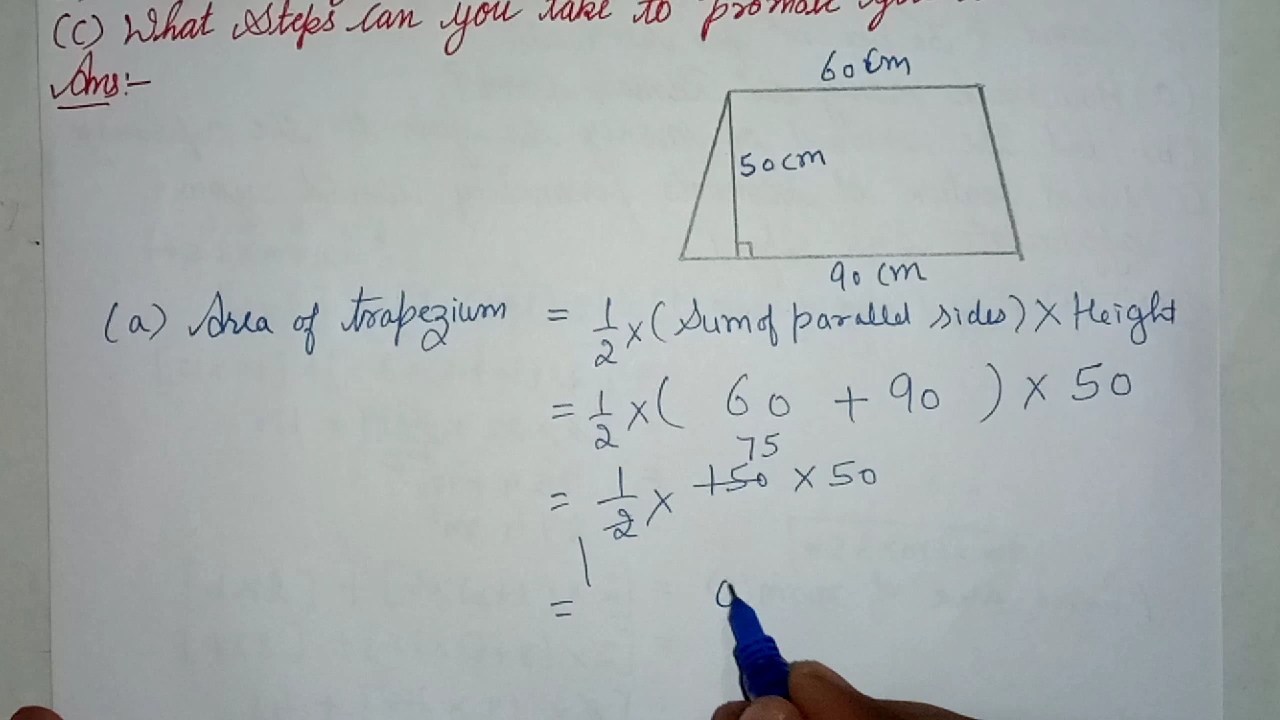 (C) What Steps can you take to promote
Ans:-
60 cm
50 cm
90 cm
(a) Area of trapezium = 1/2 × (Sum of parallel sides) × Height
= 1/2 × ( 60 + 90 ) × 50
75
= 1/2 × 150 × 50
1
= 0